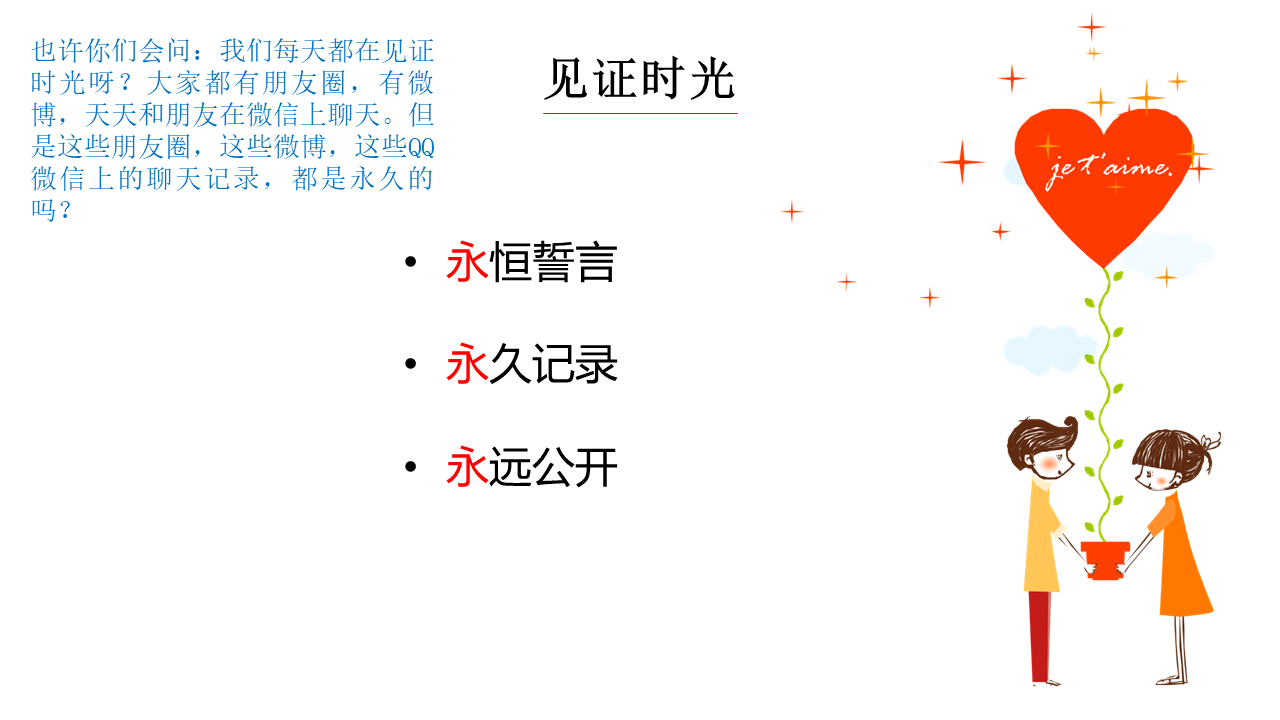 也许你们会问：我们每天都在见证
时光呀？大家都有朋友圈，有微
博，天天和朋友在微信上聊天。但
是这些朋友圈，这些微博，这些QQ
微信上的聊天记录，都是永久的
吗？
见证时光
• 永恒誓言
• 永久记录
• 永远公开
je t'aime.